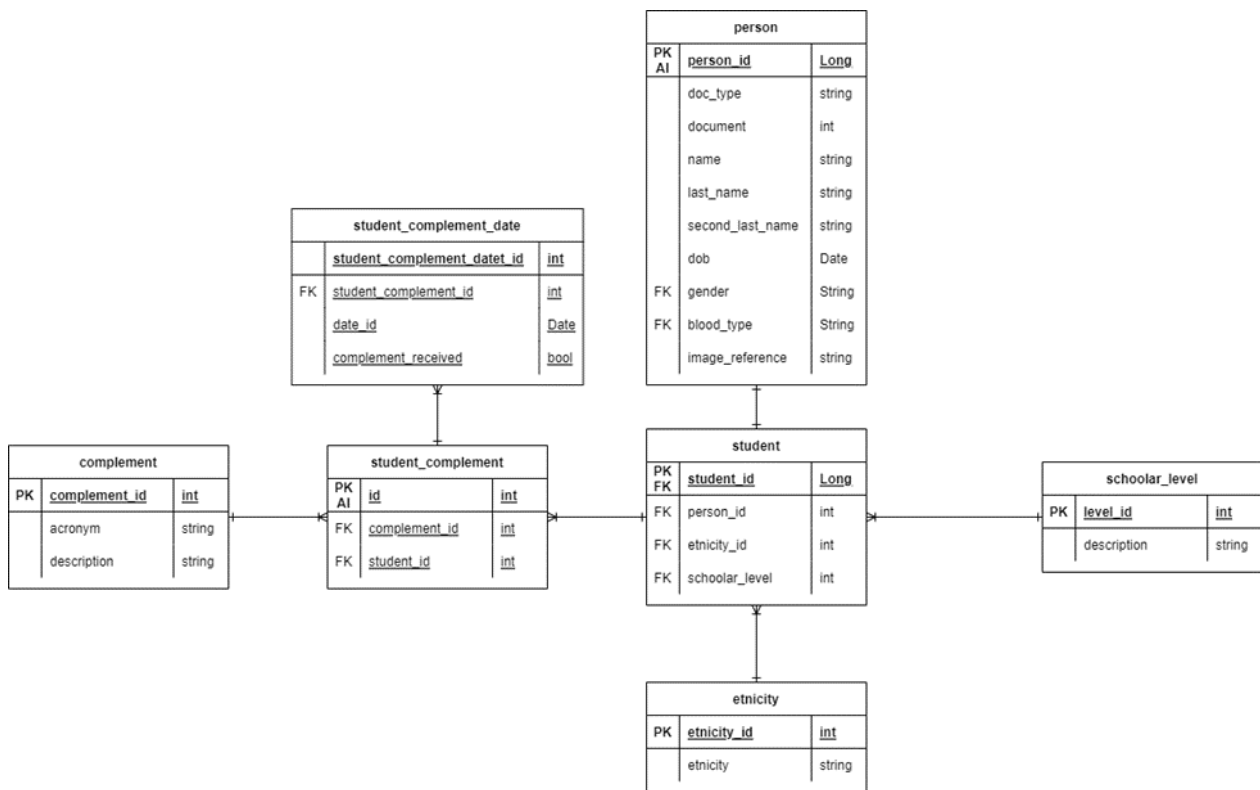 person
PK AI person_id Long
doc_type string
document int
name string
last_name string
second_last_name string
dob Date
FK gender String
FK blood_type String
image_reference string
student_complement_date
student_complement_datet_id int
FK student_complement_id int
date_id Date
complement_received bool
complement
PK complement_id int
acronym string
description string
student_complement
PK AI id int
FK complement_id int
FK student_id int
student
PK FK student_id Long
FK person_id int
FK etnicity_id int
FK schoolar_level int
schoolar_level
PK level_id int
description string
etnicity
PK etnicity_id int
etnicity string